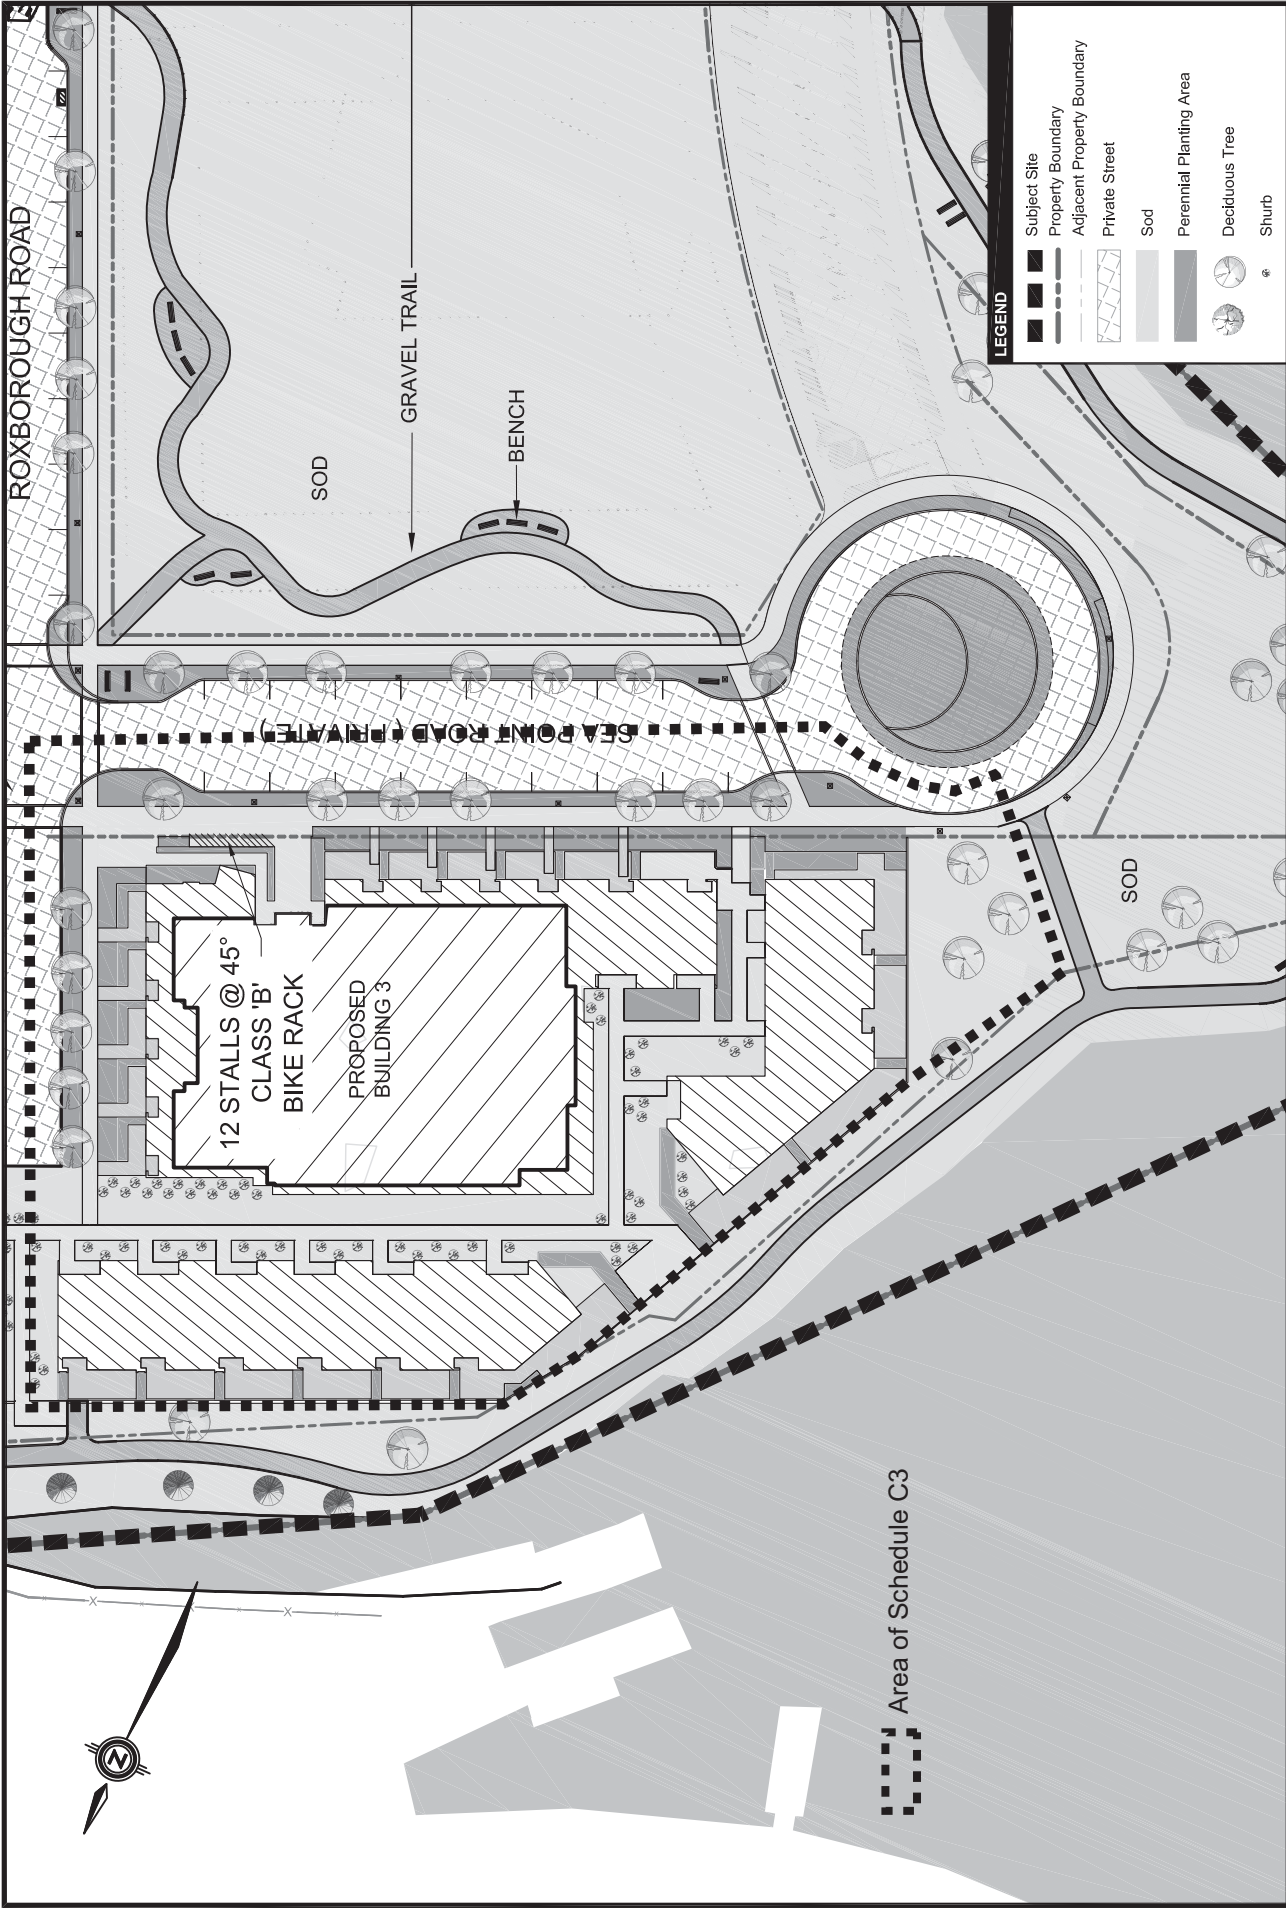 ROXBOROUGH ROAD
SOD
GRAVEL TRAIL
BENCH
SEA POINT ROAD (PRIVATE)
12 STALLS @ 45°
CLASS 'B'
BIKE RACK
PROPOSED
BUILDING 3
SOD
LEGEND
Subject Site
Property Boundary
Adjacent Property Boundary
Private Street
Sod
Perennial Planting Area
Deciduous Tree
Shurb
Area of Schedule C3
N
X
X